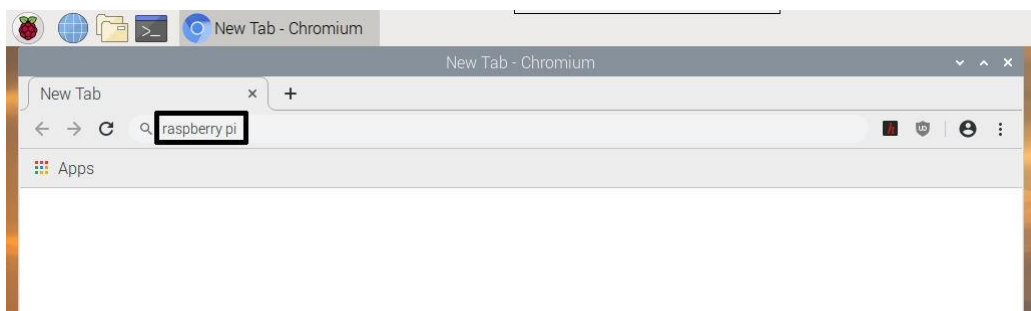 New Tab - Chromium
New Tab - Chromium
New Tab
raspberry pi
Apps